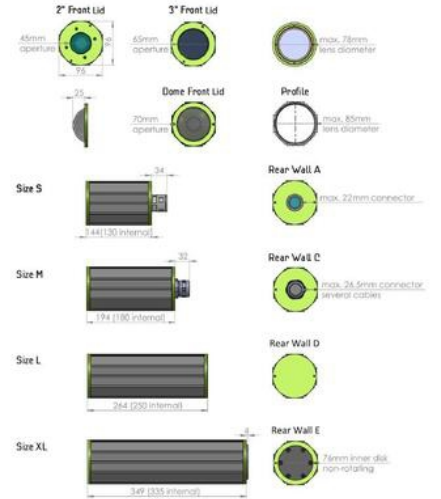 2" Front Lid
3" Front Lid
45mm
aperture
96
96
65mm
aperture
max. 78mm
lens diameter
25
Dome Front Lid
Profile
70mm
aperture
max. 85mm
lens diameter
Size S
34
144(130 internal)
Rear Wall A
max. 22mm connector
Size M
32
194 (180 internal)
Rear Wall C
max. 26.5mm connector
several cables
Size L
264 (250 internal)
Rear Wall D
Size XL
4
349 (335 internal)
Rear Wall E
76mm inner disk
non-rotating